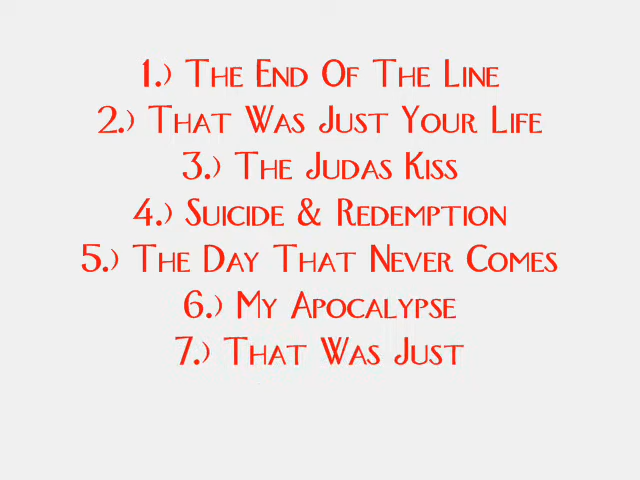 1.) The End Of The Line
2.) That Was Just Your Life
3.) The Judas Kiss
4.) Suicide & Redemption
5.) The Day That Never Comes
6.) My Apocalypse
7.) That Was Just